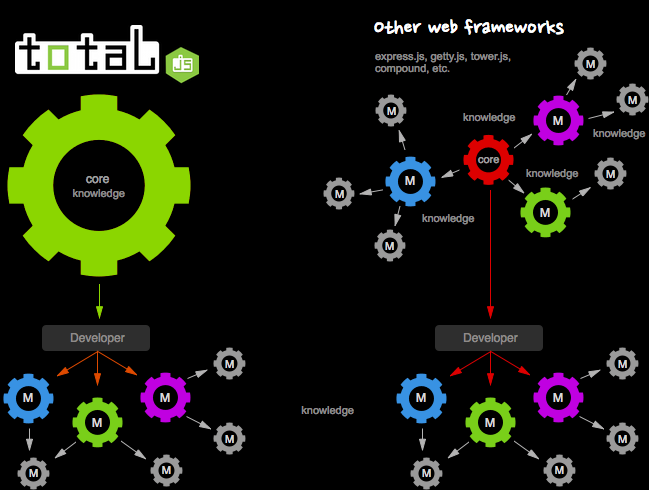 total
JS
core
knowledge
Developer
M
M
M
M
M
M
M
Other web frameworks
express.js, getty.js, tower.js,
compound, etc.
M
M
M
knowledge
M
knowledge
core
knowledge
M
M
M
M
knowledge
M
Developer
M
M
M
M
knowledge
M
M
M